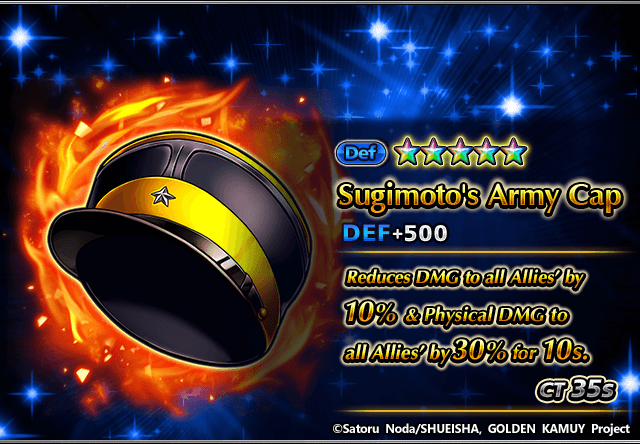 Def
Sugimoto's Army Cap
DEF+500
Reduces DMG to all Allies' by
10% & Physical DMG to
all Allies' by 30% for 10s.
CT 35s
©Satoru Noda/SHUEISHA, GOLDEN KAMUY Project